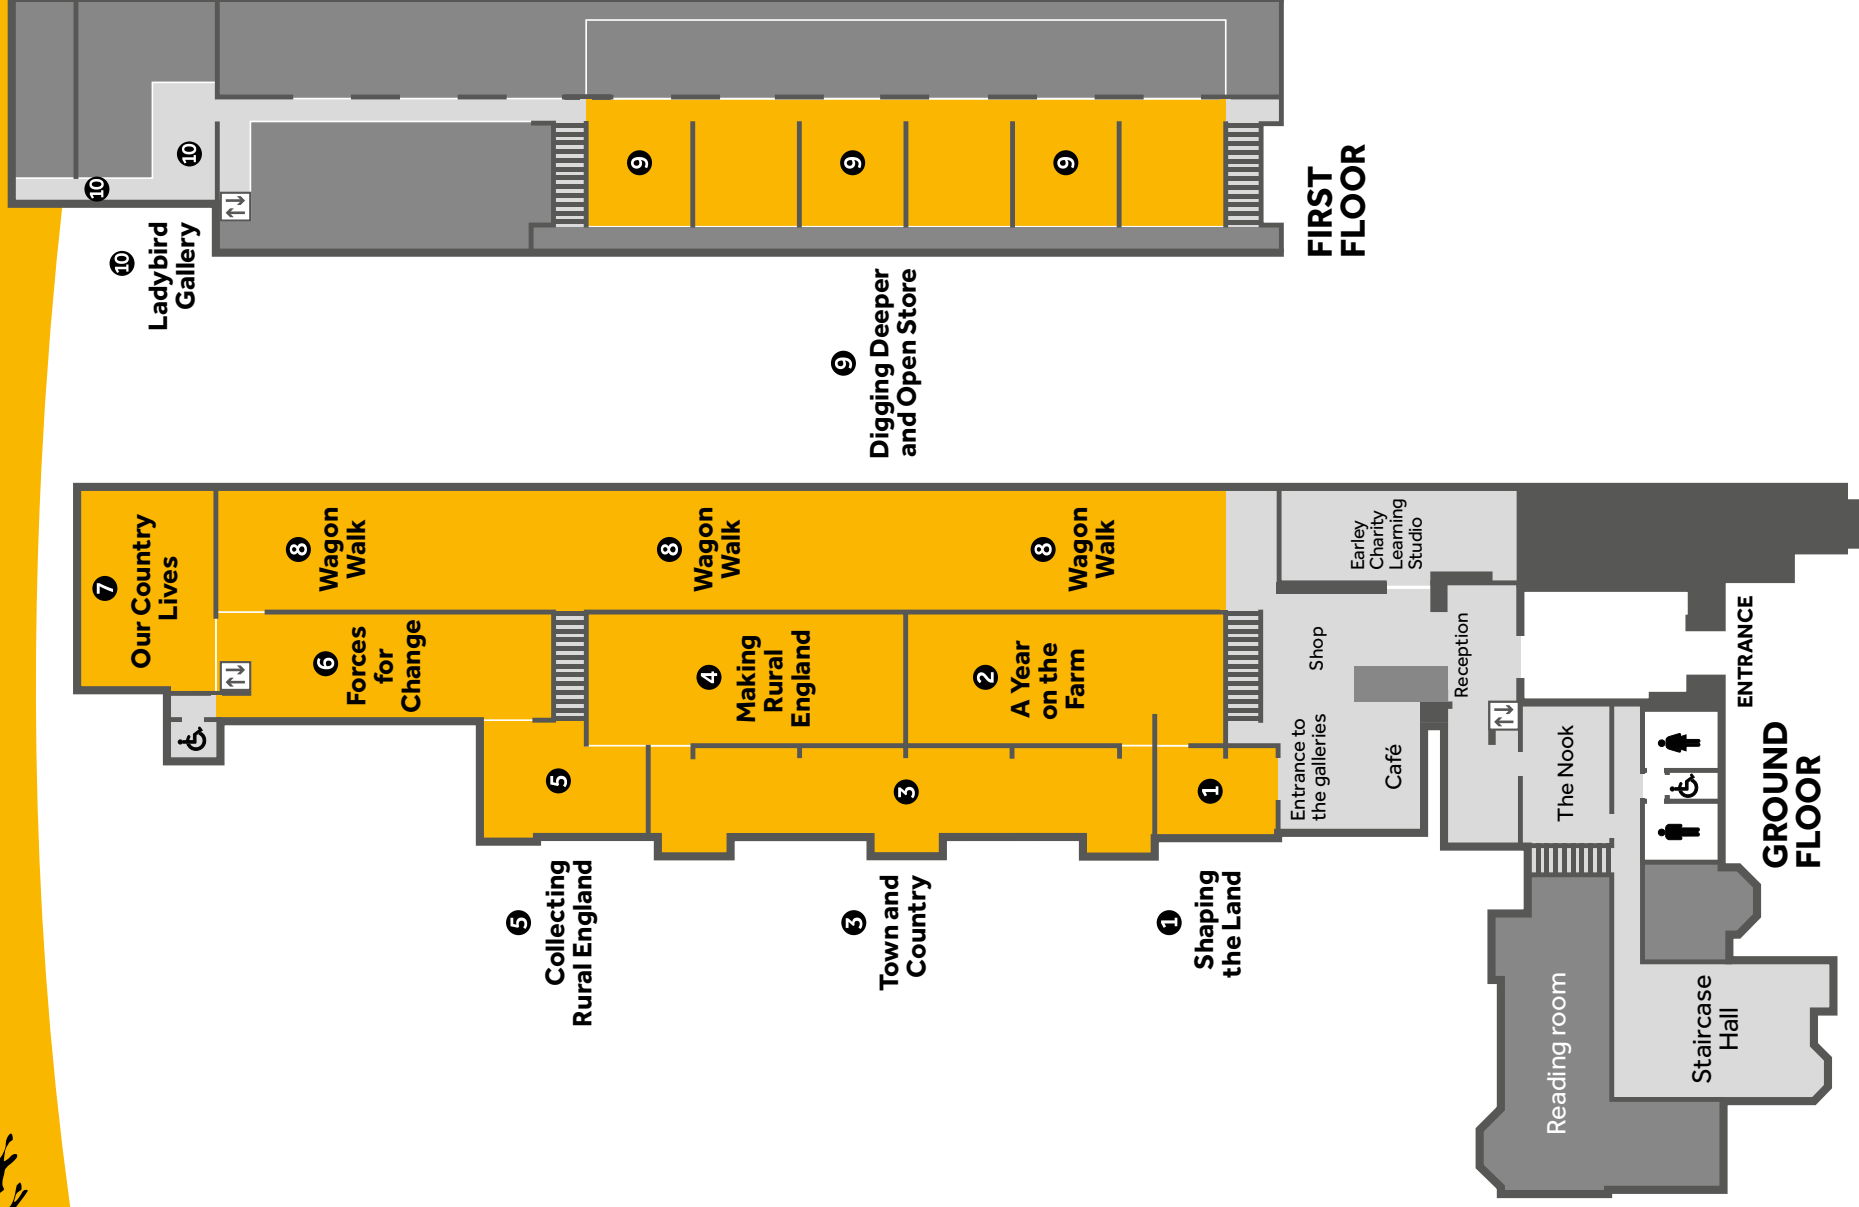 10
10
10
Ladybird
Gallery
9
9
9
9
Digging Deeper
and Open Store
FIRST
FLOOR
7
Our Country
Lives
8
Wagon
Walk
8
Wagon
Walk
8
Wagon
Walk
6
Forces
for
Change
4
Making
Rural
England
2
A Year
on the
Farm
5
3
1
5
Collecting
Rural England
3
Town and
Country
1
Shaping
the Land
Earley
Charity
Learning
Studio
Shop
Reception
Entrance to
the galleries
Café
The Nook
ENTRANCE
GROUND
FLOOR
Reading room
Staircase
Hall